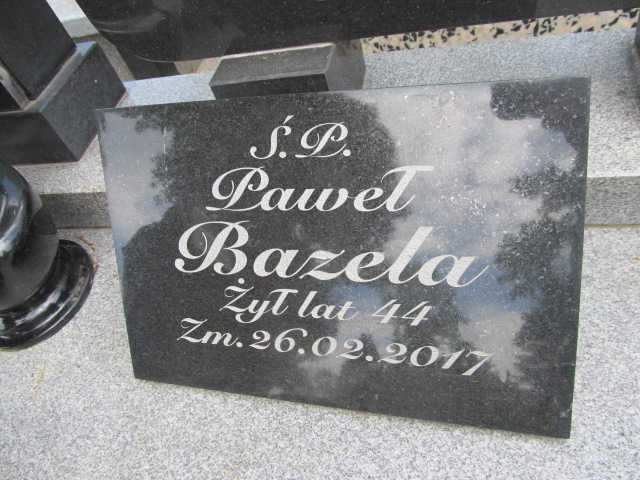 Ś.P.
Paweł
Bazela
Żył lat 44
Zm. 26.02.2017